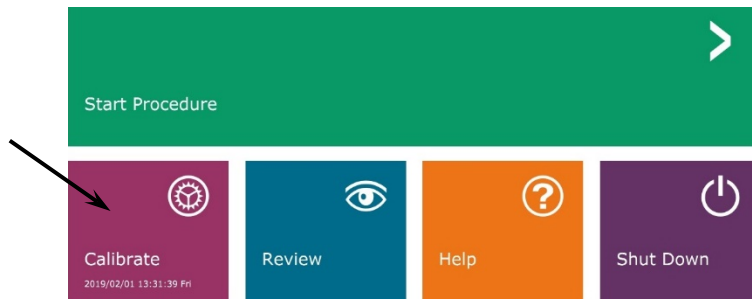 Start Procedure
Calibrate
2019/02/01 13:31:39 Fri
Review
Help
Shut Down